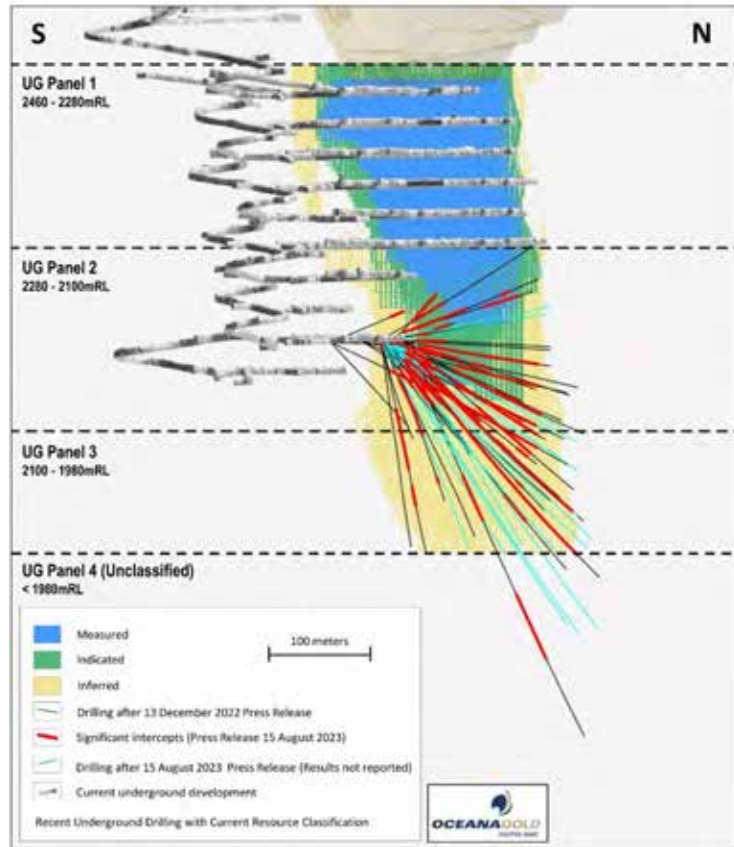 S
N
UG Panel 1
2460 - 2280mRL
UG Panel 2
2280 - 2100mRL
UG Panel 3
2100 - 1980mRL
UG Panel 4 (Unclassified)
< 1980mRL
Measured
100 meters
Indicated
Inferred
Drilling after 13 December 2022 Press Release
Significant intercepts (Press Release 15 August 2023)
Drilling after 15 August 2023 Press Release (Results not reported)
Current underground development
Recent Underground Drilling with Current Resource Classification
OCEANAGOLD